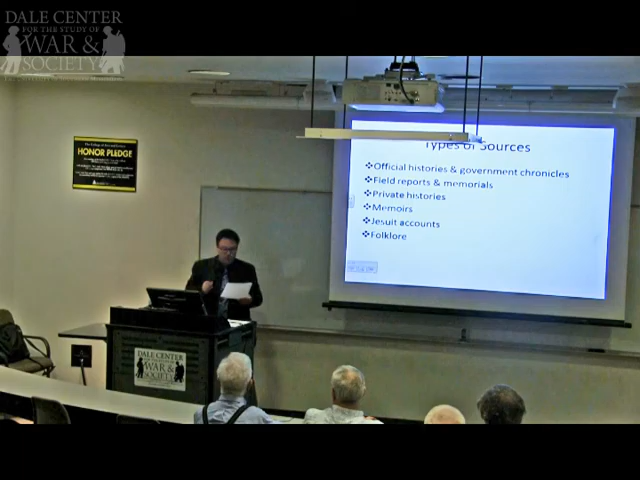 DALE CENTER
FOR THE STUDY OF
WAR &
SOCIETY
HONOR PLEDGE
Types of Sources
❖Official histories & government chronicles
❖Field reports & memorials
❖Private histories
❖Memoirs
❖Jesuit accounts
❖Folklore
DALE CENTER
WAR &
SOCIETY